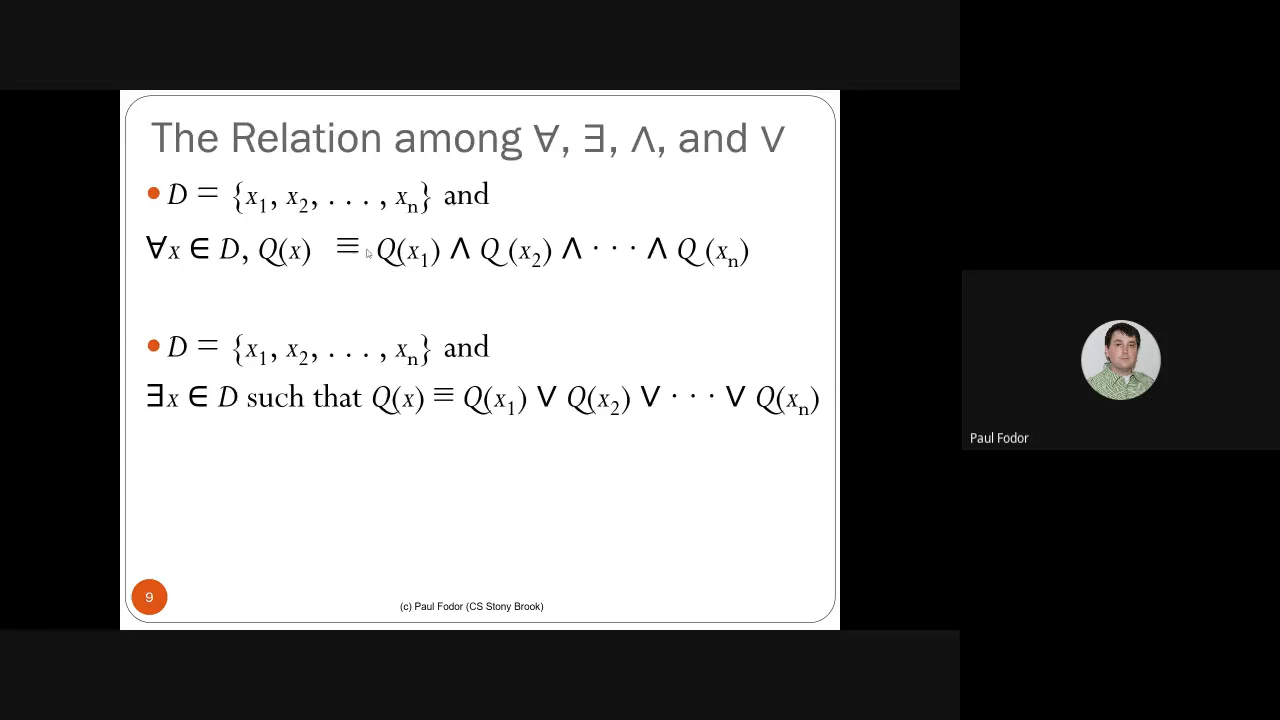 The Relation among ∀, ∃, ∧, and ∨
• D = {x₁, x₂, . . . , xₙ} and
∀x ∈ D, Q(x) ≡ Q(x₁) ∧ Q (x₂) ∧ · · · ∧ Q (xₙ)
• D = {x₁, x₂, . . . , xₙ} and
∃x ∈ D such that Q(x) ≡ Q(x₁) ∨ Q(x₂) ∨ · · · ∨ Q(xₙ)
9
(c) Paul Fodor (CS Stony Brook)
Paul Fodor